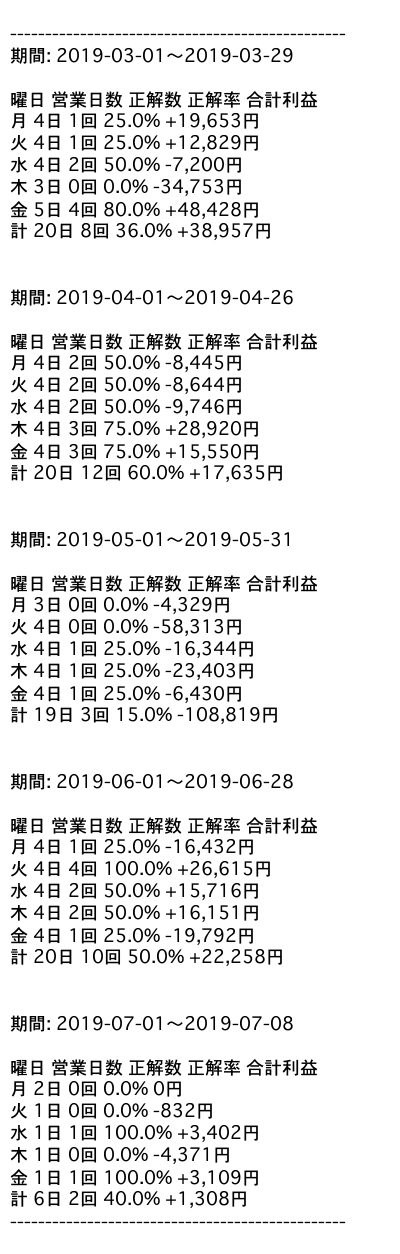 ------------------------------------------------
期間: 2019-03-01〜2019-03-29
曜日 営業日数 正解数 正解率 合計利益
月 4日 1回 25.0% +19,653円
火 4日 1回 25.0% +12,829円
水 4日 2回 50.0% -7,200円
木 3日 0回 0.0% -34,753円
金 5日 4回 80.0% +48,428円
計 20日 8回 36.0% +38,957円
期間: 2019-04-01〜2019-04-26
曜日 営業日数 正解数 正解率 合計利益
月 4日 2回 50.0% -8,445円
火 4日 2回 50.0% -8,644円
水 4日 2回 50.0% -9,746円
木 4日 3回 75.0% +28,920円
金 4日 3回 75.0% +15,550円
計 20日 12回 60.0% +17,635円
期間: 2019-05-01〜2019-05-31
曜日 営業日数 正解数 正解率 合計利益
月 3日 0回 0.0% -4,329円
火 4日 0回 0.0% -58,313円
水 4日 1回 25.0% -16,344円
木 4日 1回 25.0% -23,403円
金 4日 1回 25.0% -6,430円
計 19日 3回 15.0% -108,819円
期間: 2019-06-01〜2019-06-28
曜日 営業日数 正解数 正解率 合計利益
月 4日 1回 25.0% -16,432円
火 4日 4回 100.0% +26,615円
水 4日 2回 50.0% +15,716円
木 4日 2回 50.0% +16,151円
金 4日 1回 25.0% -19,792円
計 20日 10回 50.0% +22,258円
期間: 2019-07-01〜2019-07-08
曜日 営業日数 正解数 正解率 合計利益
月 2日 0回 0.0% 0円
火 1日 0回 0.0% -832円
水 1日 1回 100.0% +3,402円
木 1日 0回 0.0% -4,371円
金 1日 1回 100.0% +3,109円
計 6日 2回 40.0% +1,308円
------------------------------------------------